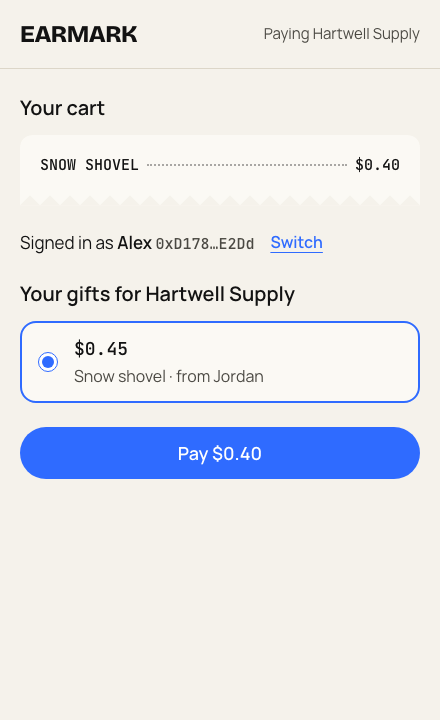 EARMARK
Paying Hartwell Supply
Your cart
SNOW SHOVEL $0.40
Signed in as Alex 0xD178…E2Dd Switch
Your gifts for Hartwell Supply
$0.45
Snow shovel · from Jordan
Pay $0.40